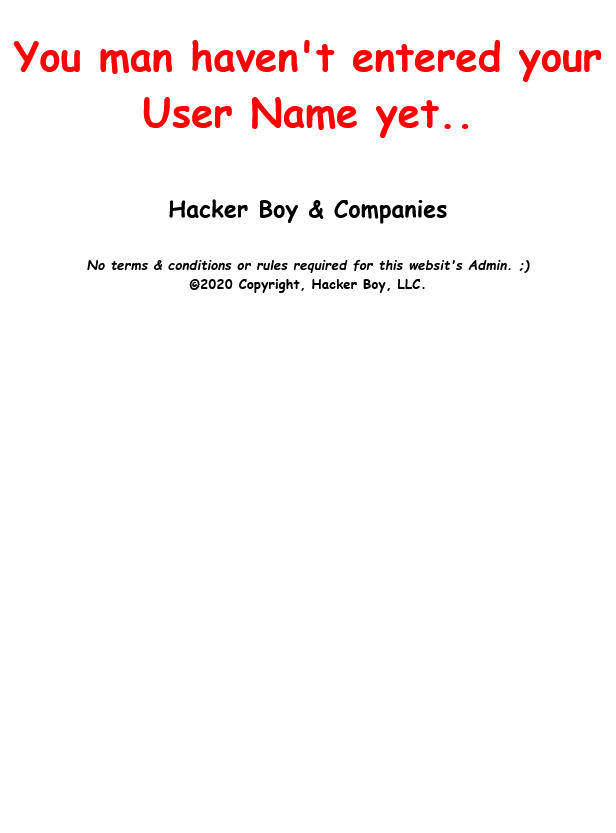 You man haven't entered your
User Name yet..
Hacker Boy & Companies
No terms & conditions or rules required for this websit's Admin. ;)
©2020 Copyright, Hacker Boy, LLC.